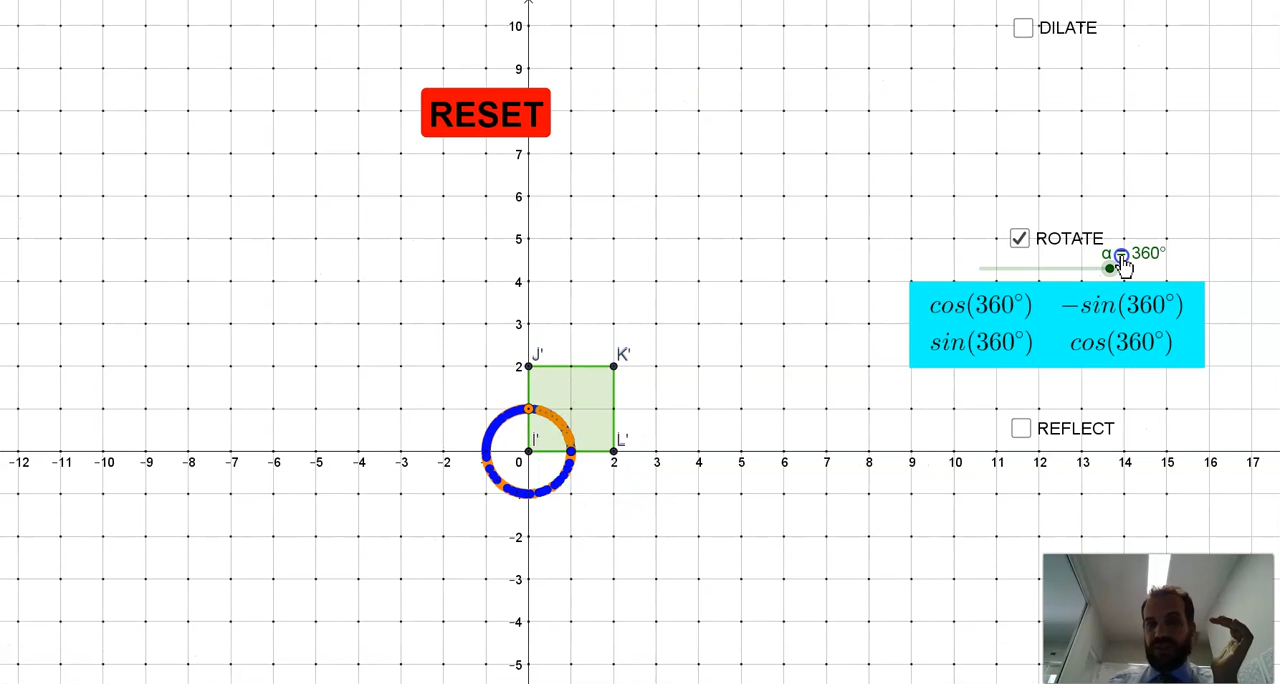 10
DILATE
9
RESET
7
6
5
ROTATE
α = 360°
4
cos(360°) −sin(360°)
3
sin(360°) cos(360°)
2
J' K'
REFLECT
I' L'
−12 −11 −10 −9 −8 −7 −6 −5 −4 −3 −2 0 2 3 4 5 6 7 8 9 10 11 12 13 14 15 16 17
−2
−3
−4
−5